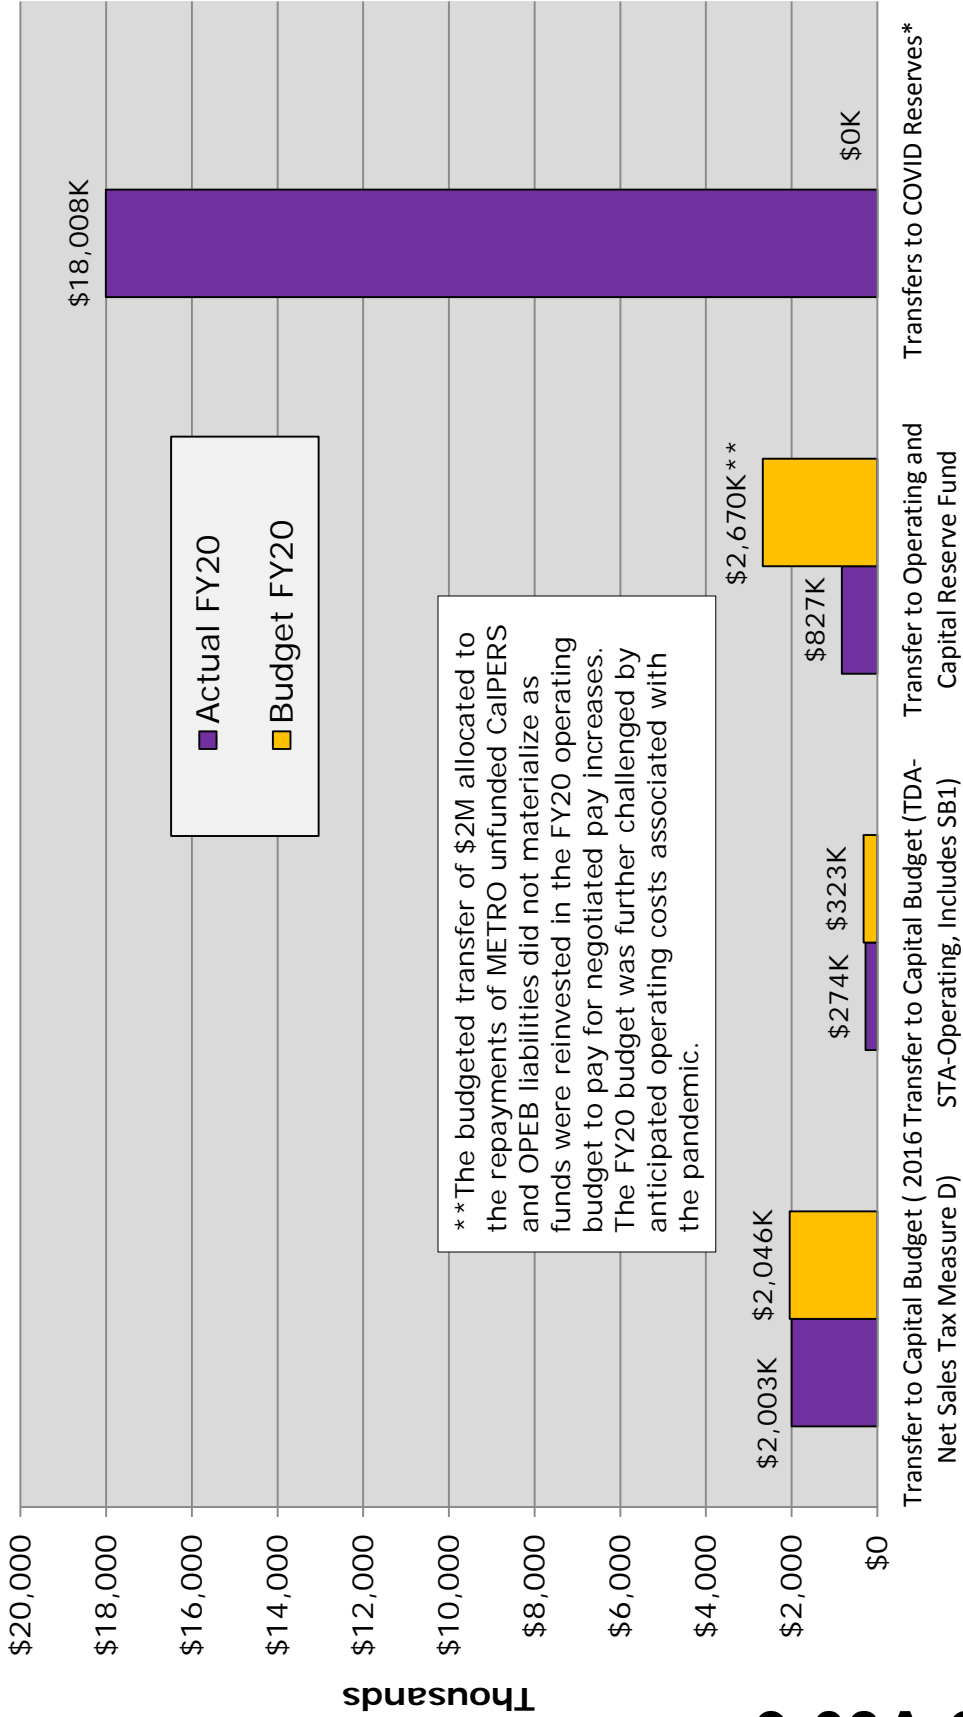 $20,000
$18,000
$16,000
$14,000
$12,000
$10,000
$8,000
$6,000
$4,000
$2,000
$0
Thousands
$2,003K
$2,046K
$274K
$323K
$827K
$2,670K**
$18,008K
$0K
Actual FY20
Budget FY20
**The budgeted transfer of $2M allocated to
the repayments of METRO unfunded CalPERS
and OPEB liabilities did not materialize as
funds were reinvested in the FY20 operating
budget to pay for negotiated pay increases.
The FY20 budget was further challenged by
anticipated operating costs associated with
the pandemic.
Transfer to Capital Budget ( 2016
Net Sales Tax Measure D)
Transfer to Capital Budget (TDA-
STA-Operating, Includes SB1)
Transfer to Operating and
Capital Reserve Fund
Transfers to COVID Reserves*